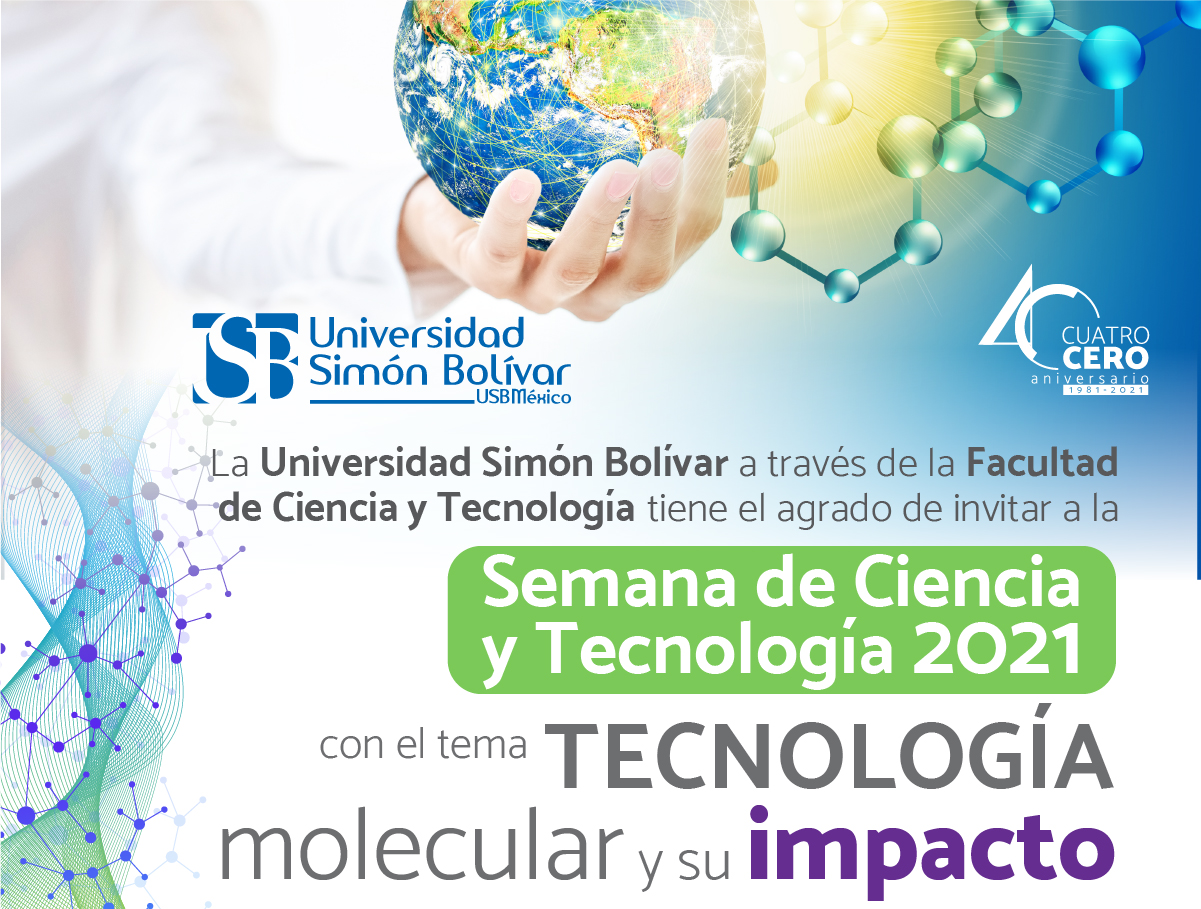 USB Universidad
Simón Bolívar
USBMéxico
40 CUATRO
CERO
aniversario
1981-2021
La Universidad Simón Bolívar a través de la Facultad
de Ciencia y Tecnología tiene el agrado de invitar a la
Semana de Ciencia
y Tecnología 2021
con el tema TECNOLOGÍA
molecular y su impacto